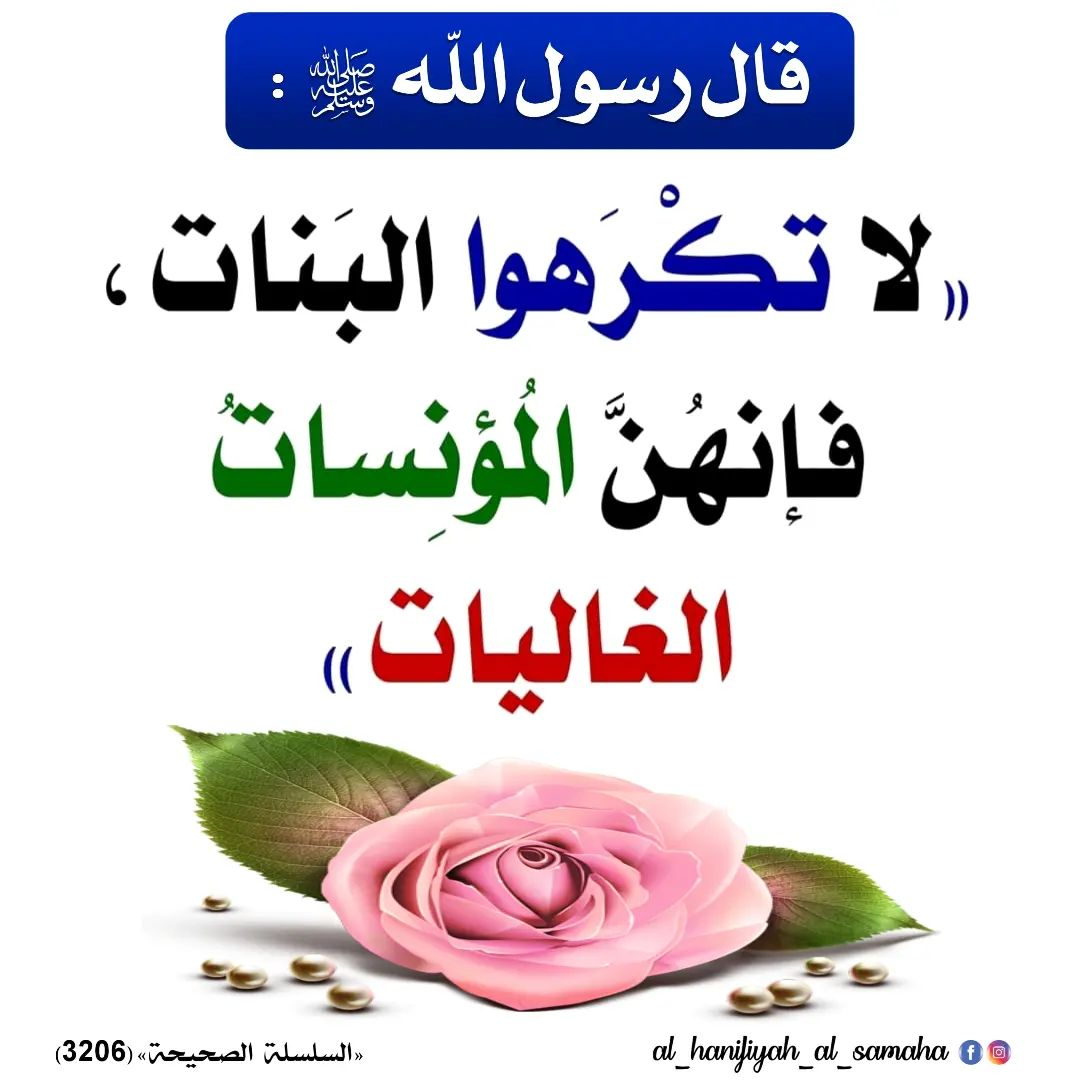 قال رسول الله ﷺ :
((لا تكْرَهوا البَنات ،
فإنهُنَّ المُؤنِساتُ
الغاليات))
«السلسلة الصحيحة» (3206)
al_hanifiyah_al_samaha